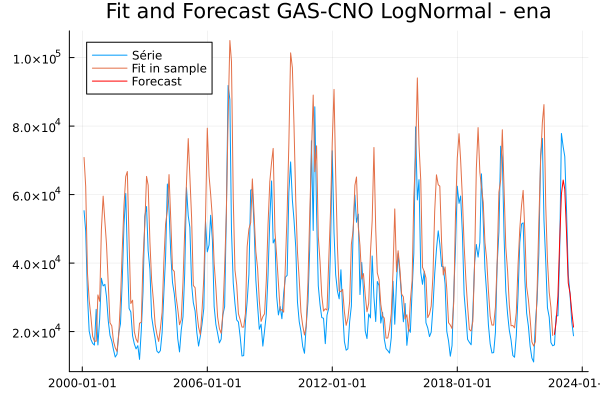 Fit and Forecast GAS-CNO LogNormal - ena
Série
Fit in sample
Forecast
1.0×10⁵
8.0×10⁴
6.0×10⁴
4.0×10⁴
2.0×10⁴
2000-01-01 2006-01-01 2012-01-01 2018-01-01 2024-01-